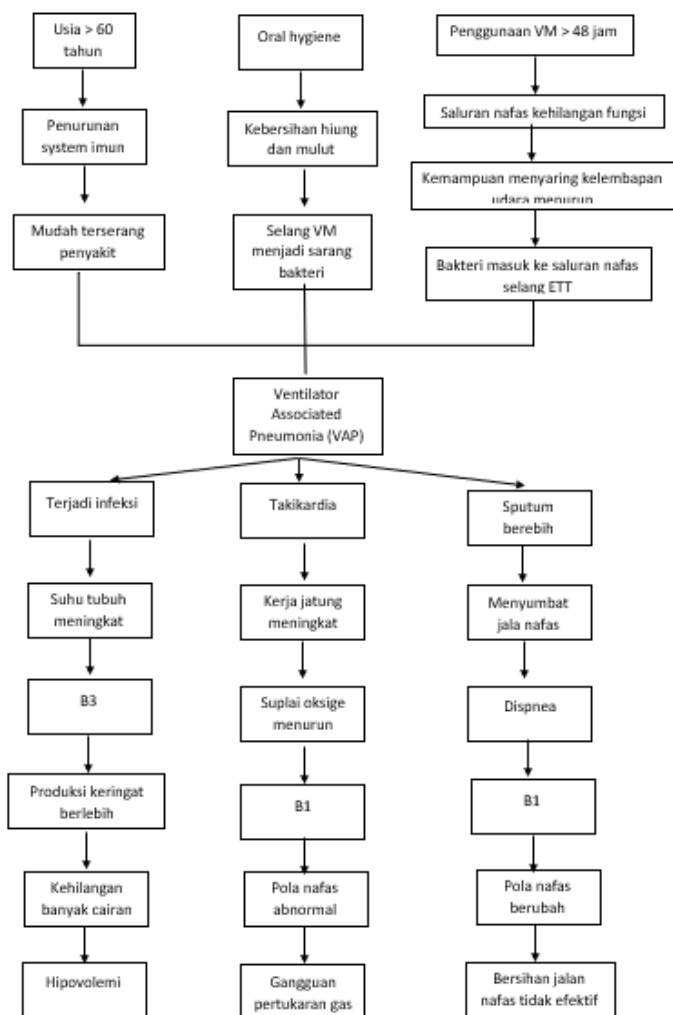 Usia > 60
tahun
Oral hygiene
Penggunaan VM > 48 jam
Penurunan
system imun
Kebersihan hiung
dan mulut
Saluran nafas kehilangan fungsi
Kemampuan menyaring kelembapan
udara menurun
Mudah terserang
penyakit
Selang VM
menjadi sarang
bakteri
Bakteri masuk ke saluran nafas
selang ETT
Ventilator
Associated
Pneumonia (VAP)
Terjadi infeksi
Takikardia
Sputum
berebih
Suhu tubuh
meningkat
Kerja jatung
meningkat
Menyumbat
jala nafas
B3
Suplai oksige
menurun
Dispnea
Produksi keringat
berlebih
B1
B1
Kehilangan
banyak cairan
Pola nafas
abnormal
Pola nafas
berubah
Hipovolemi
Gangguan
pertukaran gas
Bersihan jalan
nafas tidak efektif